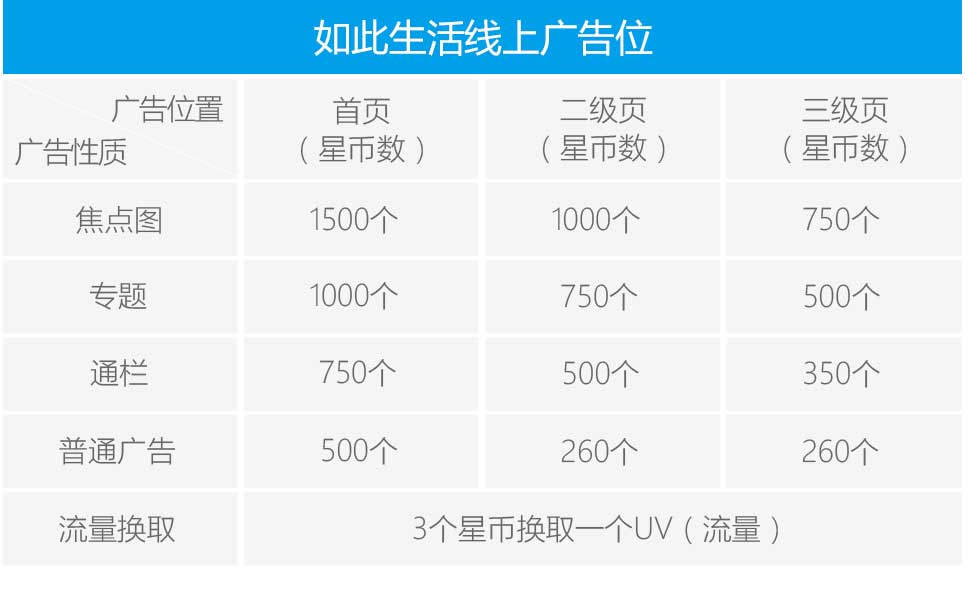 如此生活线上广告位
广告位置
广告性质
首页
（星币数）
二级页
（星币数）
三级页
（星币数）
焦点图 1500个 1000个 750个
专题 1000个 750个 500个
通栏 750个 500个 350个
普通广告 500个 260个 260个
流量换取 3个星币换取一个UV（流量）